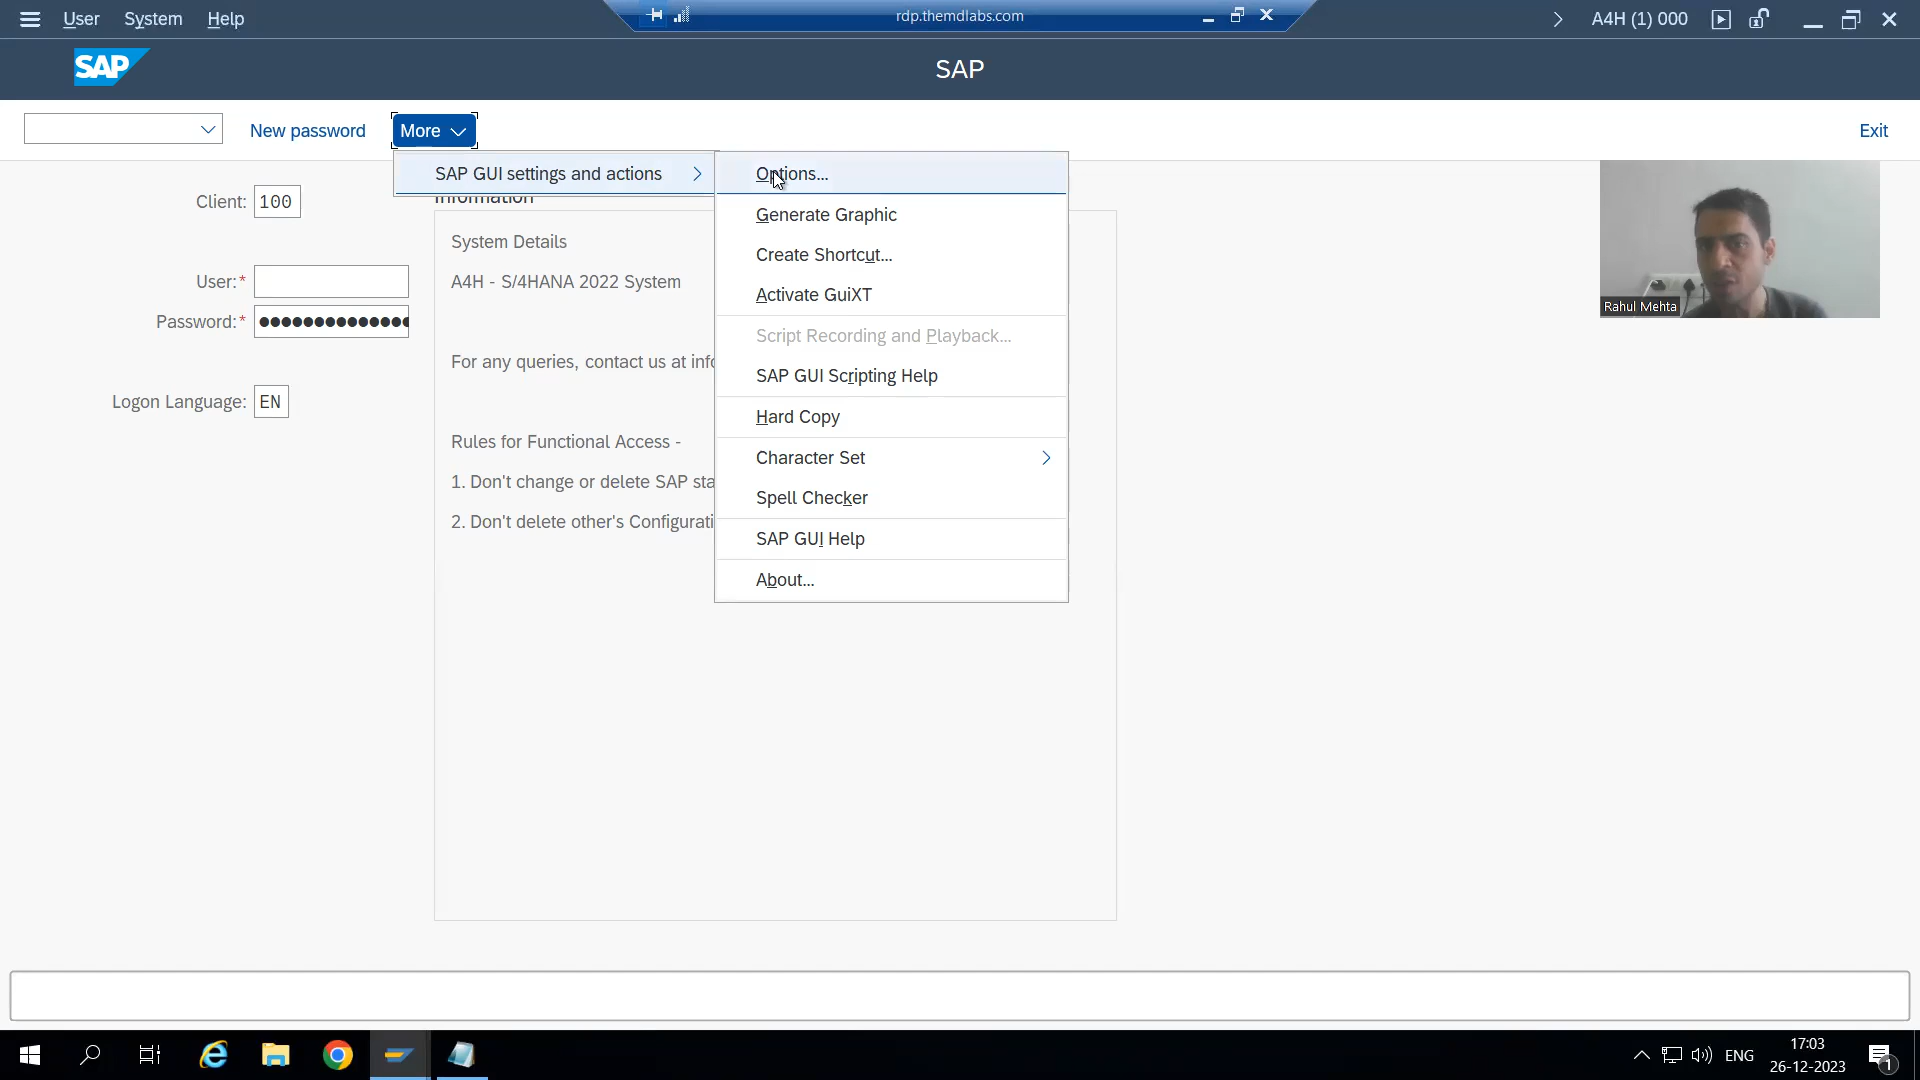 User System Help
rdp.themdlabs.com
A4H (1) 000
SAP
SAP
New password
More
Exit
SAP GUI settings and actions
Options...
Generate Graphic
Create Shortcut...
Activate GuiXT
Script Recording and Playback...
SAP GUI Scripting Help
Hard Copy
Character Set
Spell Checker
SAP GUI Help
About...
Client: 100
User:*
Password:*
Logon Language: EN
Information
System Details
A4H - S/4HANA 2022 System
For any queries, contact us at
Rules for Functional Access -
1. Don't change or delete SAP
2. Don't delete other's
Rahul Mehta
ENG
17:03
26-12-2023
1